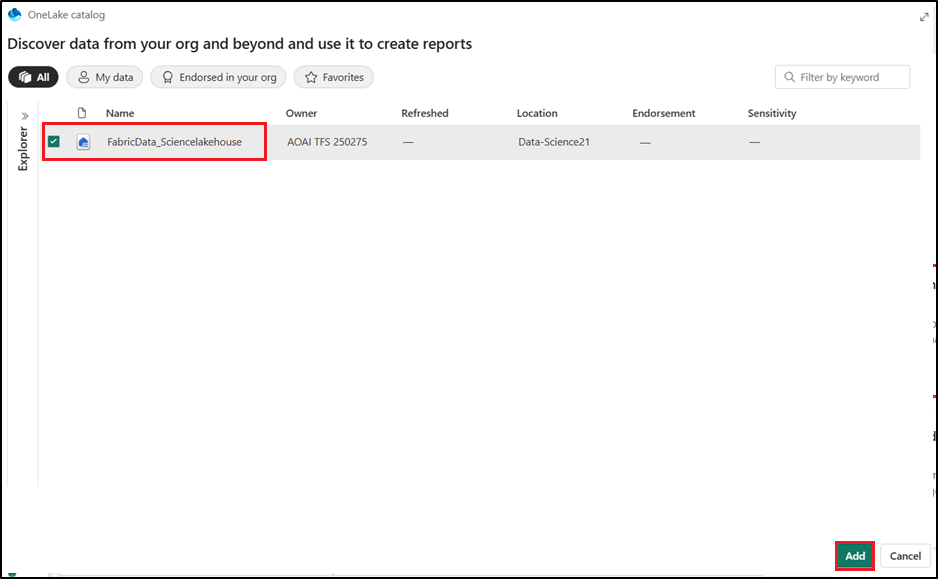 OneLake catalog
Discover data from your org and beyond and use it to create reports
All My data Endorsed in your org Favorites Filter by keyword
Explorer
Name Owner Refreshed Location Endorsement Sensitivity
FabricData_Sciencelakehouse AOAI TFS 250275 — Data-Science21 — —
Add Cancel